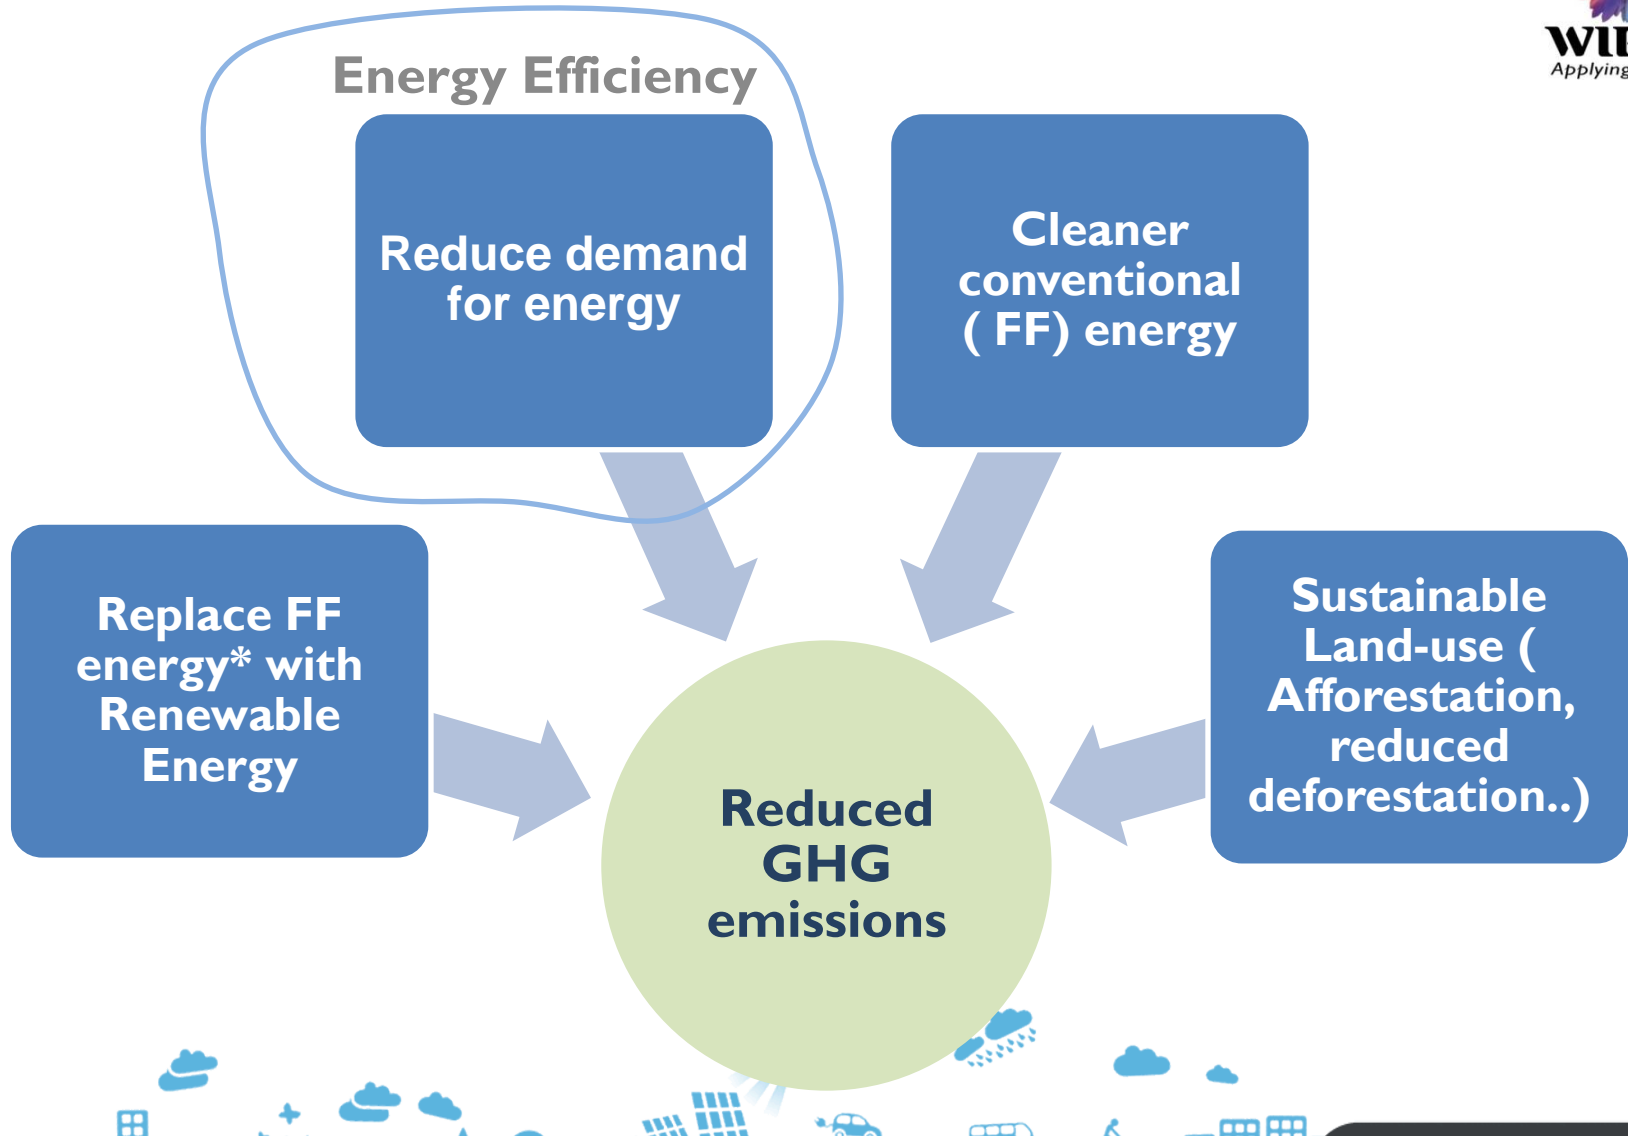 Energy Efficiency
Reduce demand
for energy
Cleaner
conventional
( FF) energy
Replace FF
energy* with
Renewable
Energy
Sustainable
Land-use (
Afforestation,
reduced
deforestation..)
Reduced
GHG
emissions
Applying